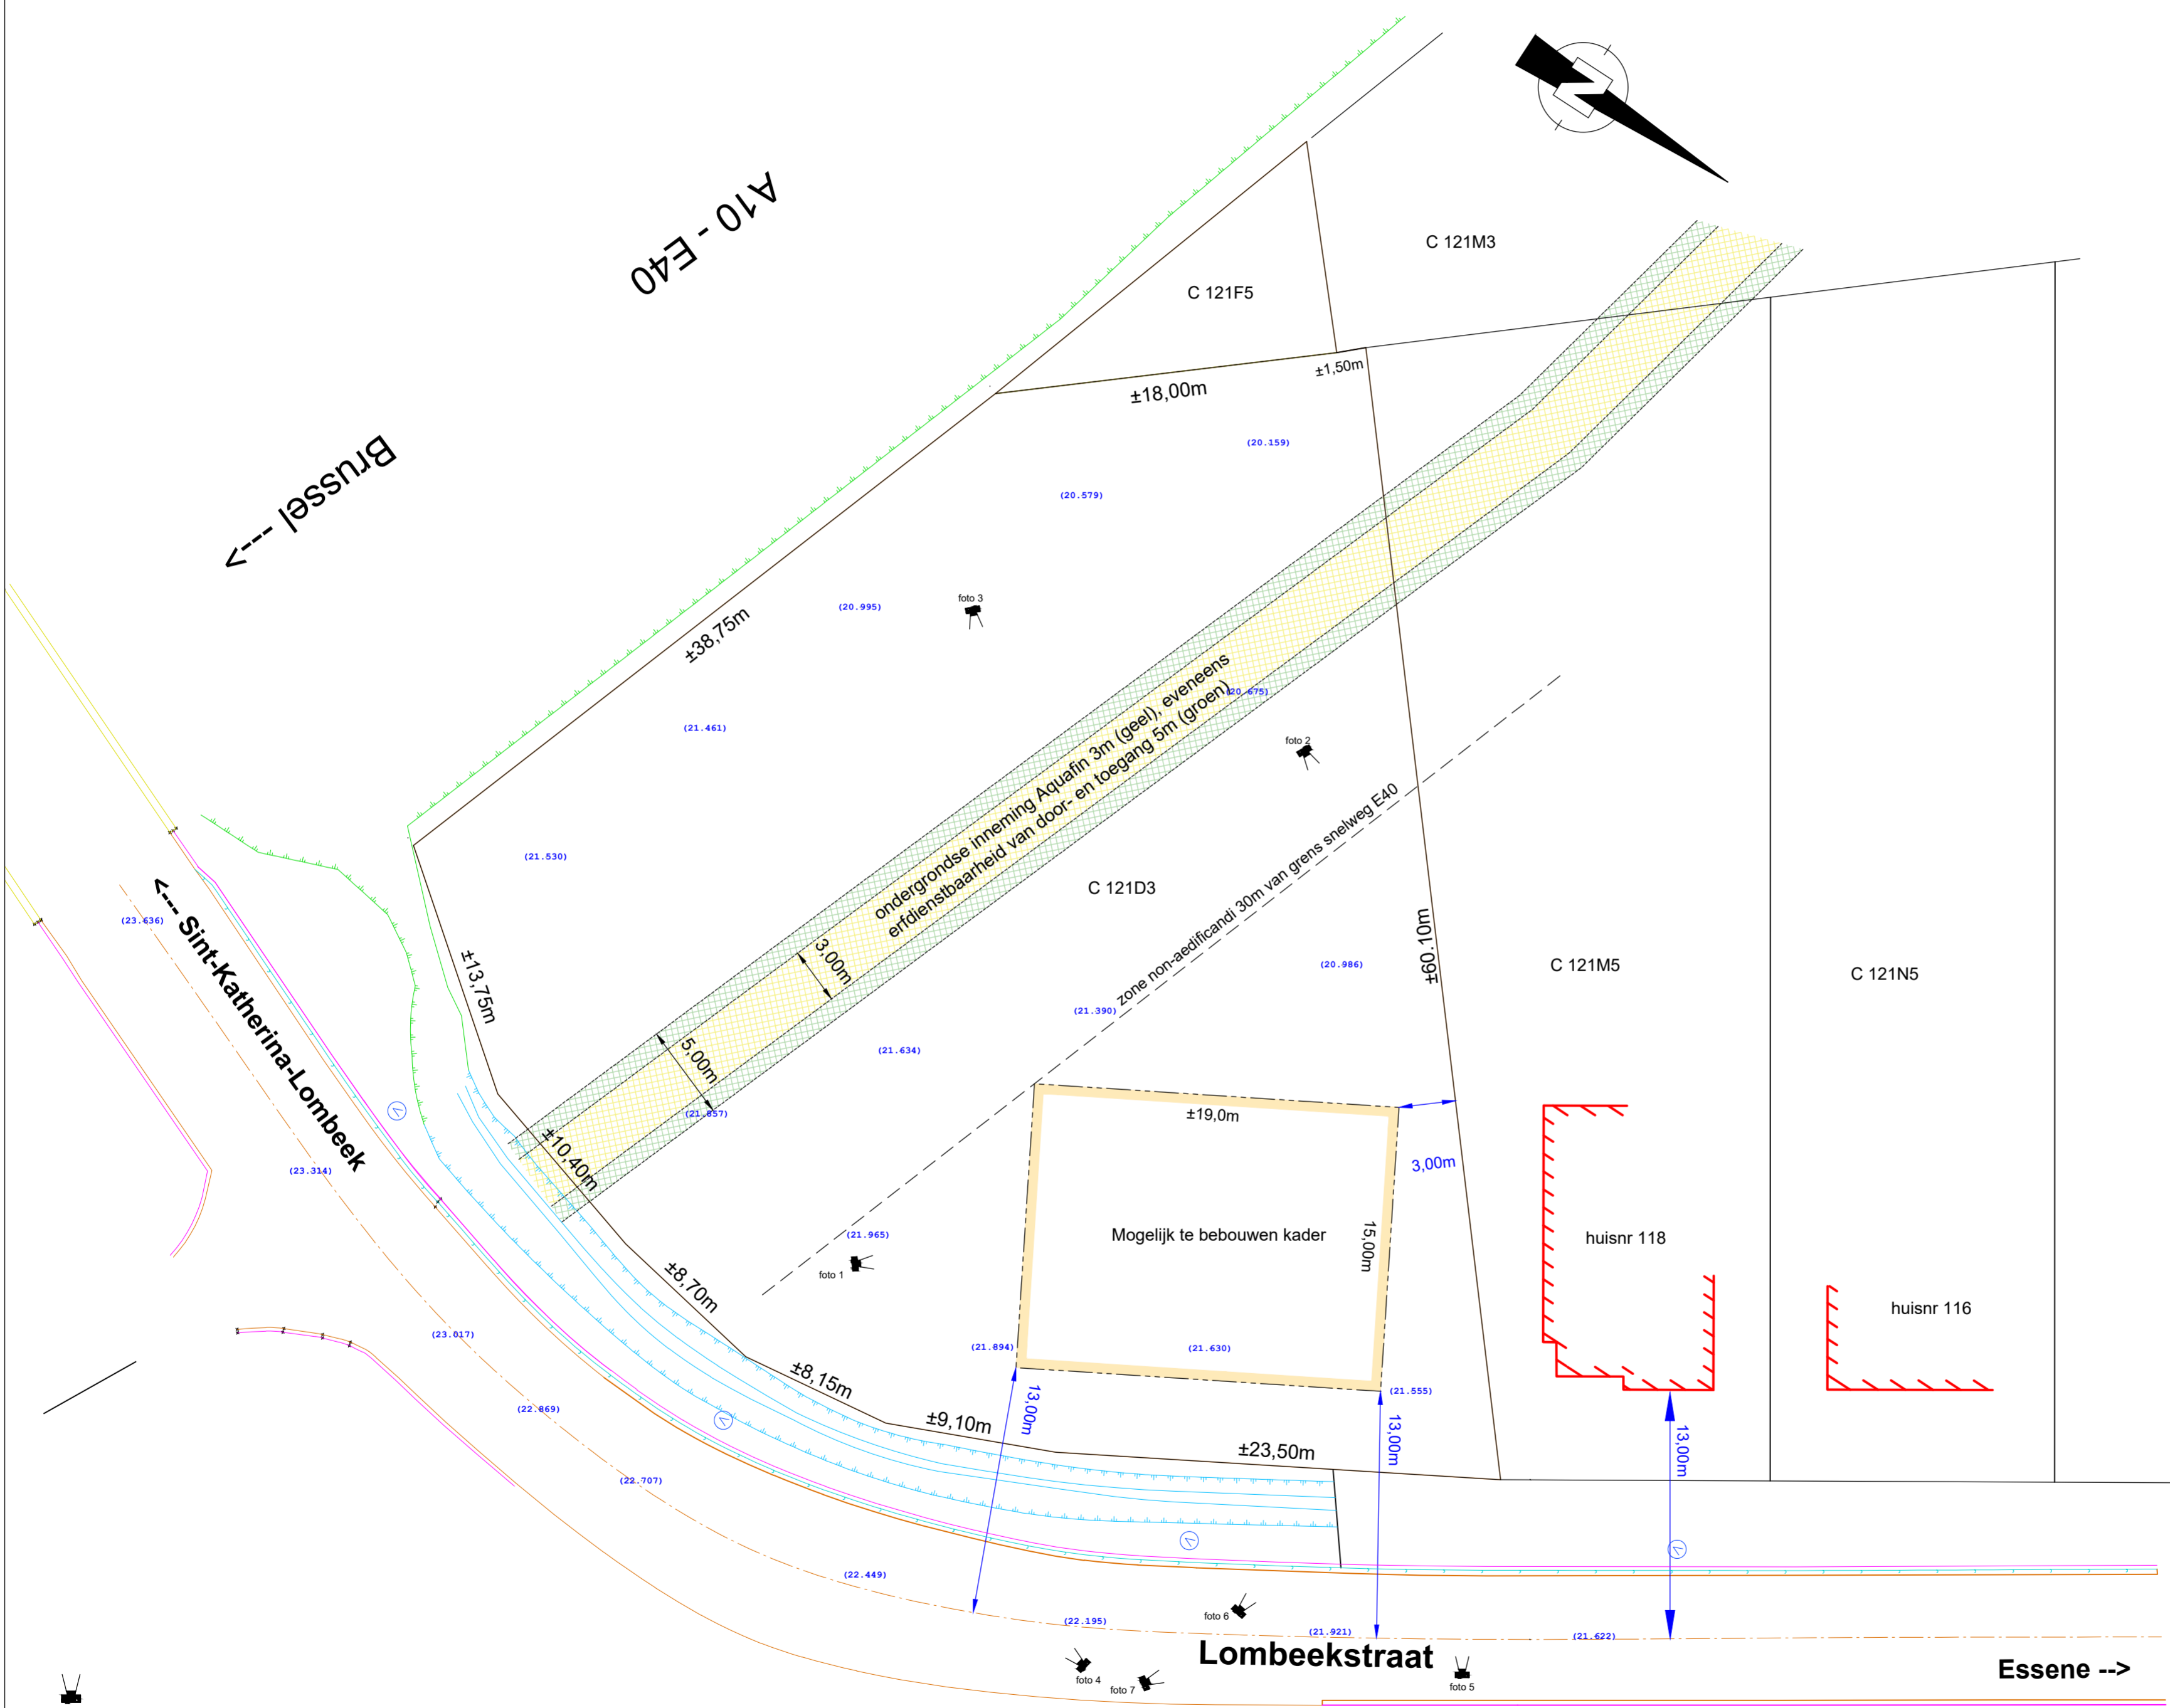 A10 - E40
Brussel --->
C 121M3
C 121F5
±1,50m
±18,00m
(20.159)
(20.579)
foto 3
(20.995)
±38,75m
(20.675)
(21.461)
foto 2
ondergrondse inneming Aquafin 3m (geel), eveneens
erfdienstbaarheid van door- en toegang 5m (groen)
zone non-aedificandi 30m van grens snelweg E40
(21.530)
C 121D3
(23.636)
<---- Sint-Katherina-Lombeek
±13,75m
3,00m
±60.10m
(20.986)
C 121M5
C 121N5
(21.390)
(21.634)
5,00m
(21.857)
±10,40m
±19,0m
3,00m
(23.314)
(21.965)
foto 1
Mogelijk te bebouwen kader
15,00m
huisnr 118
huisnr 116
±8,70m
(23.017)
(21.894)
(21.630)
±8,15m
(21.555)
(22.869)
13,00m
±9,10m
13,00m
±23,50m
13,00m
(22.707)
(22.449)
foto 6
(22.195)
(21.921)
(21.622)
Lombeekstraat
Essene -->
foto 4
foto 7
foto 5